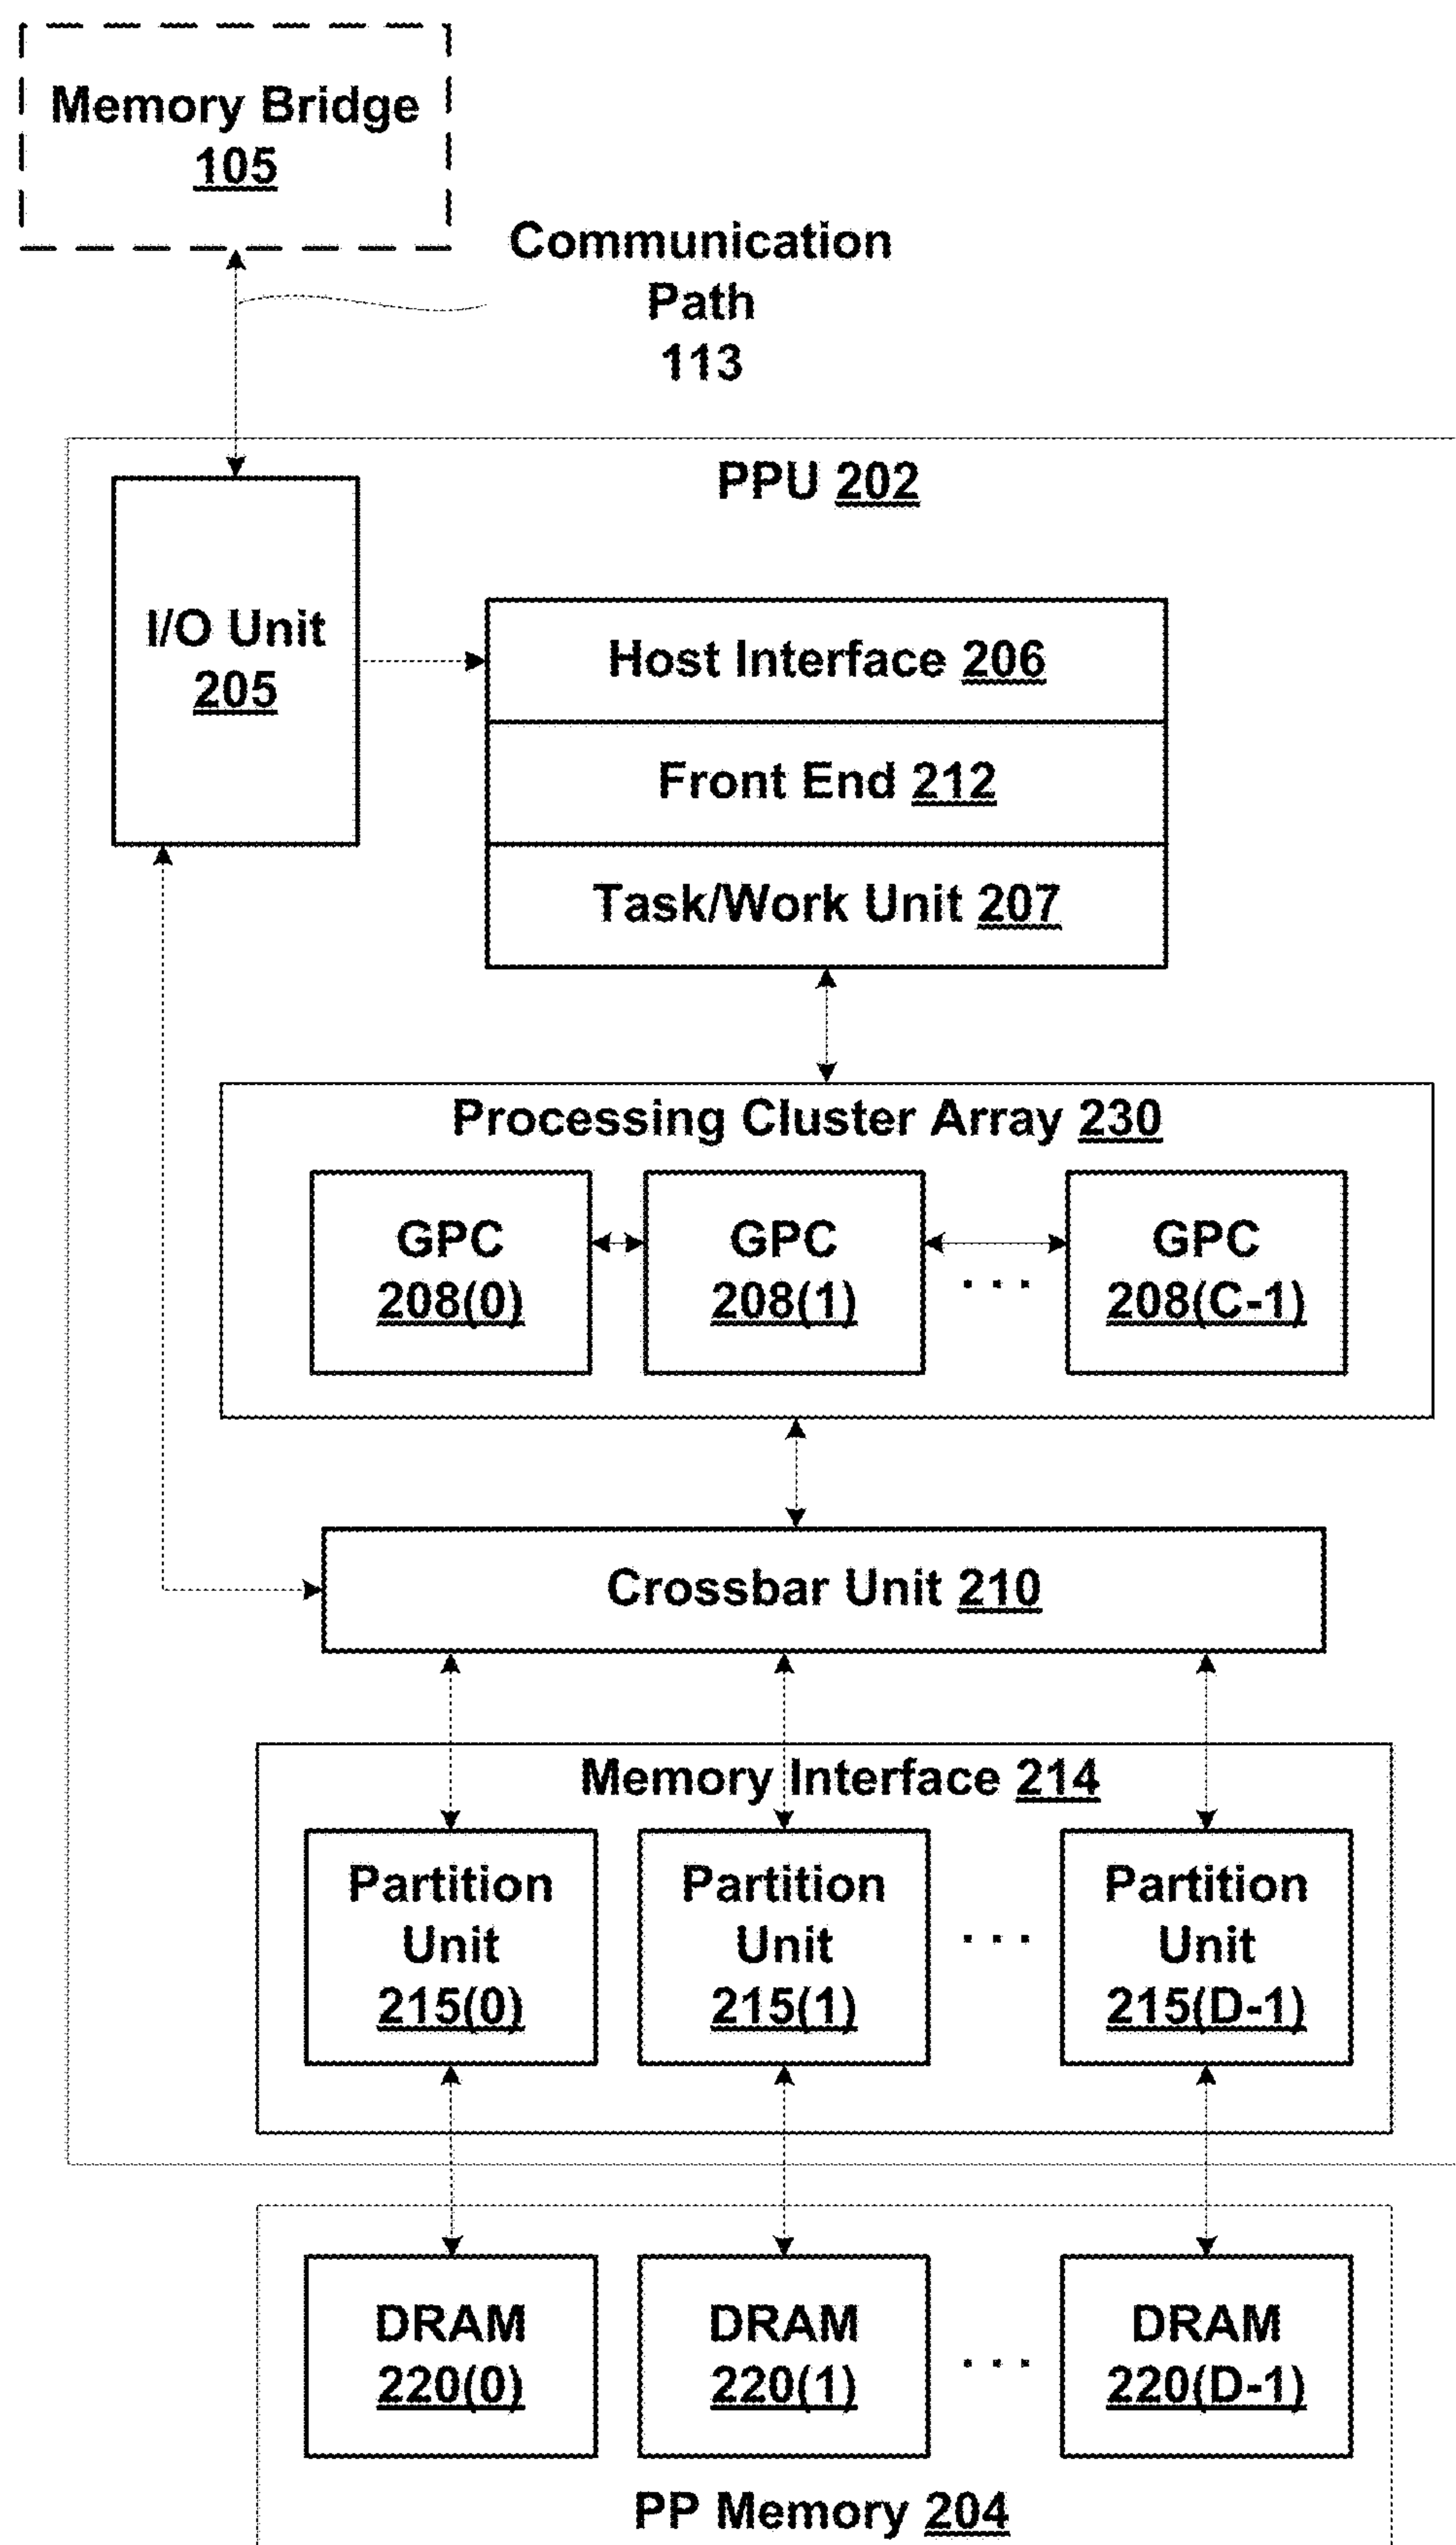 Memory Bridge
105
Communication
Path
113
PPU 202
I/O Unit
205
Host Interface 206
Front End 212
Task/Work Unit 207
Processing Cluster Array 230
GPC
208(0)
GPC
208(1)
. . .
GPC
208(C-1)
Crossbar Unit 210
Memory Interface 214
Partition
Unit
215(0)
Partition
Unit
215(1)
. . .
Partition
Unit
215(D-1)
DRAM
220(0)
DRAM
220(1)
. . .
DRAM
220(D-1)
PP Memory 204